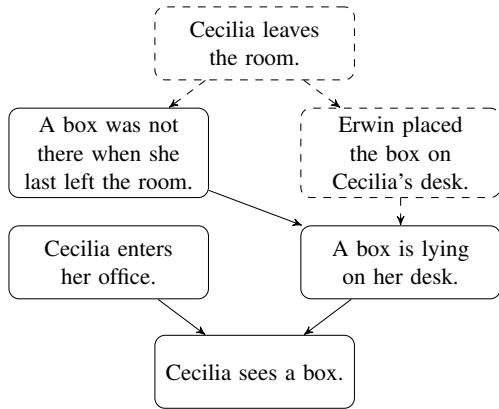 Cecilia leaves
the room.
A box was not
there when she
last left the room.
Erwin placed
the box on
Cecilia's desk.
Cecilia enters
her office.
A box is lying
on her desk.
Cecilia sees a box.